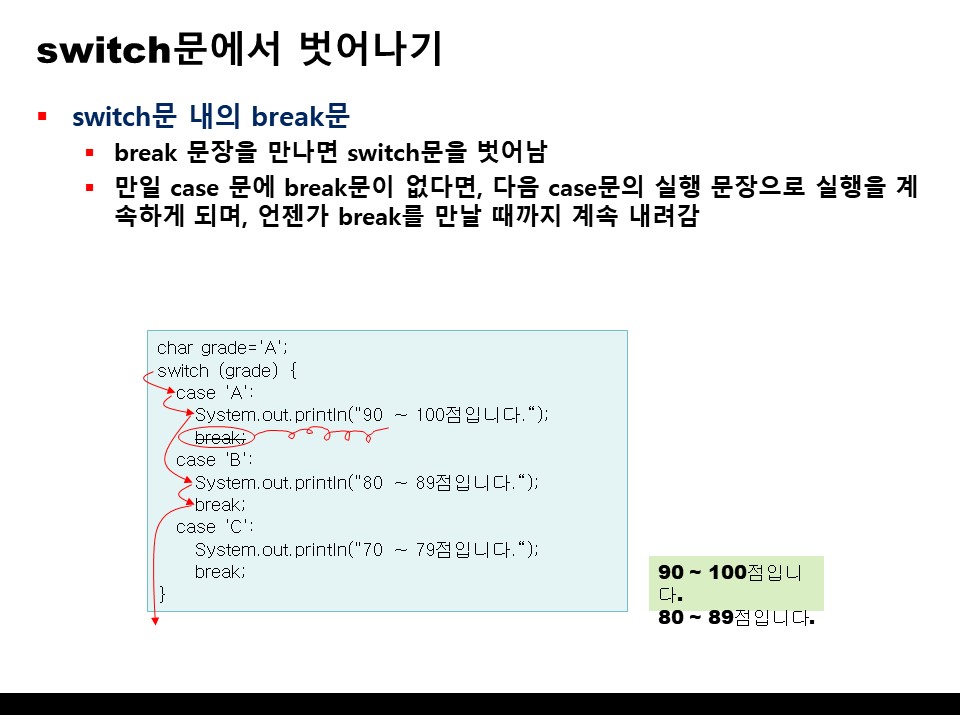 switch문에서 벗어나기
switch문 내의 break문
break 문장을 만나면 switch문을 벗어남
만일 case 문에 break문이 없다면, 다음 case문의 실행 문장으로 실행을 계
속하게 되며, 언젠가 break를 만날 때까지 계속 내려감
char grade='A';
switch (grade) {
case 'A':
System.out.println("90 ~ 100점입니다.“);
break;
case 'B':
System.out.println("80 ~ 89점입니다.“);
break;
case 'C':
System.out.println("70 ~ 79점입니다.“);
break;
}
90 ~ 100점입니
다.
80 ~ 89점입니다.